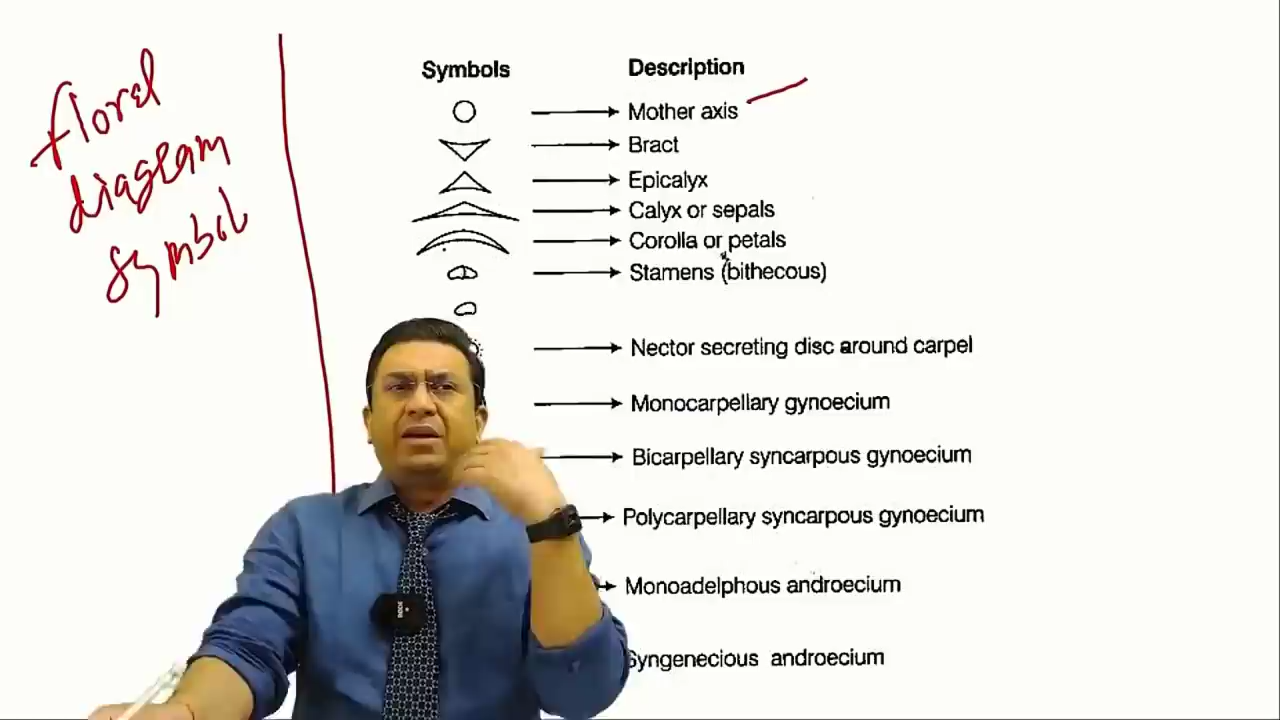 floral
diagram
symbol
Symbols Description
Mother axis
Bract
Epicalyx
Calyx or sepals
Corolla or petals
Stamens (bithecous)
Nector secreting disc around carpel
Monocarpellary gynoecium
Bicarpellary syncarpous gynoecium
Polycarpellary syncarpous gynoecium
Monoadelphous androecium
Syngenecious androecium
RODE